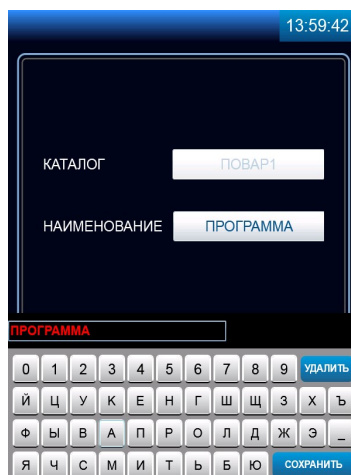 13:59:42
КАТАЛОГ ПОВАР1
НАИМЕНОВАНИЕ ПРОГРАММА
ПРОГРАММА
0 1 2 3 4 5 6 7 8 9 УДАЛИТЬ
Й Ц У К Е Н Г Ш Щ З Х Ъ
Ф Ы В А П Р О Л Д Ж Э _
Я Ч С М И Т Ь Б Ю СОХРАНИТЬ